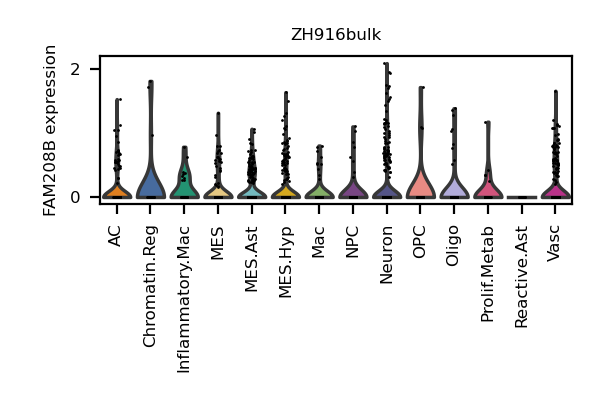 ZH916bulk
FAM208B expression
2
0
AC
Chromatin.Reg
Inflammatory.Mac
MES
MES.Ast
MES.Hyp
Mac
NPC
Neuron
OPC
Oligo
Prolif.Metab
Reactive.Ast
Vasc